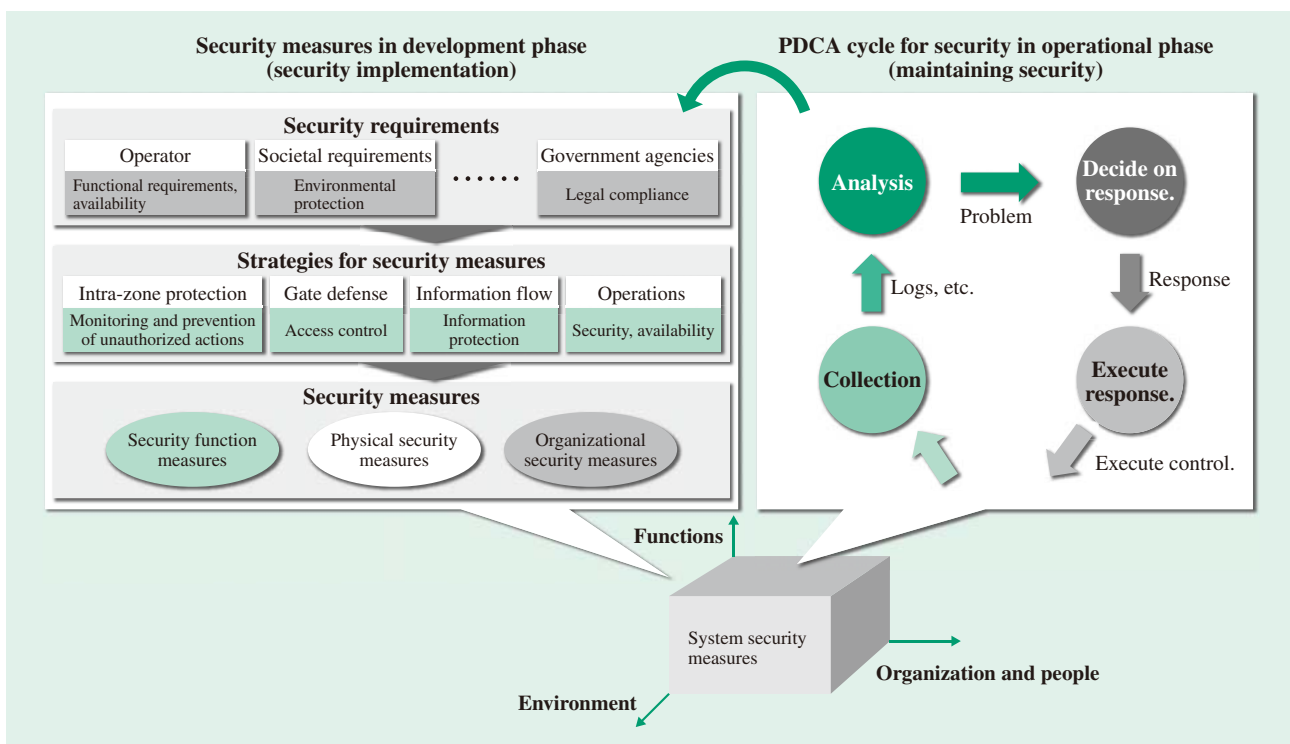 Security measures in development phase
(security implementation)
PDCA cycle for security in operational phase
(maintaining security)
Security requirements
Operator
Functional requirements,
availability
Societal requirements
Environmental
protection
......
Government agencies
Legal compliance
Strategies for security measures
Intra-zone protection
Monitoring and prevention
of unauthorized actions
Gate defense
Access control
Information flow
Information
protection
Operations
Security, availability
Security measures
Security function
measures
Physical security
measures
Organizational
security measures
Analysis
Problem
Decide on
response.
Logs, etc.
Response
Collection
Execute
response.
Execute control.
Functions
System security
measures
Organization and people
Environment